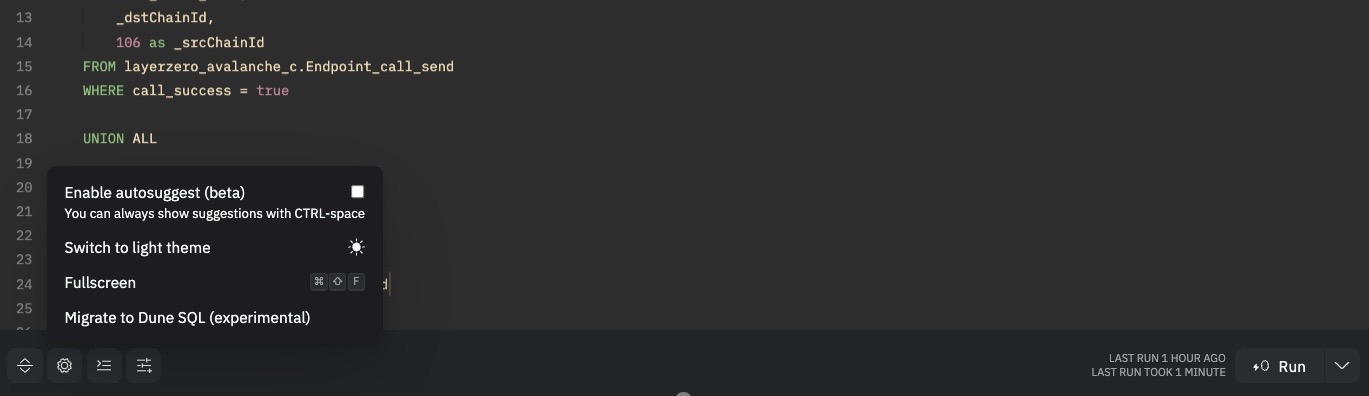 13 _dstChainId,
14 106 as _srcChainId
15 FROM layerzero_avalanche_c.Endpoint_call_send
16 WHERE call_success = true
17
18 UNION ALL
19
20
Enable autosuggest (beta)
21
You can always show suggestions with CTRL-space
22
Switch to light theme
23
24 d
Fullscreen ⌘ ⇧ F
25
Migrate to Dune SQL (experimental)
LAST RUN 1 HOUR AGO
LAST RUN TOOK 1 MINUTE
0 Run